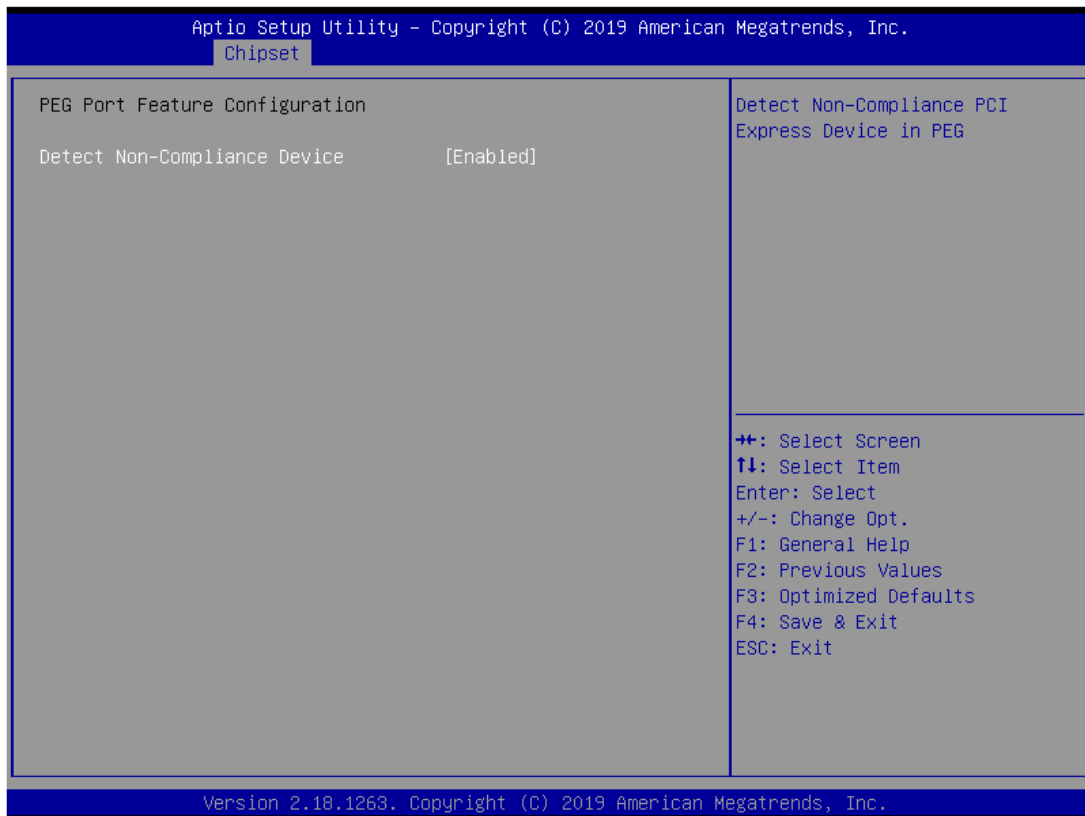 Aptio Setup Utility – Copyright (C) 2019 American Megatrends, Inc.
Chipset
PEG Port Feature Configuration
Detect Non-Compliance Device [Enabled]
Detect Non-Compliance PCI
Express Device in PEG
→←: Select Screen
↑↓: Select Item
Enter: Select
+/-: Change Opt.
F1: General Help
F2: Previous Values
F3: Optimized Defaults
F4: Save & Exit
ESC: Exit
Version 2.18.1263. Copyright (C) 2019 American Megatrends, Inc.